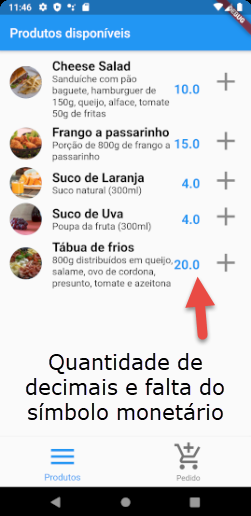 11:46
DEBUG
Produtos disponíveis
Cheese Salad
Sanduíche com pão
baguete, hamburguer de
150g, queijo, alface, tomate
50g de fritas
10.0
Frango a passarinho
Porção de 800g de frango a
passarinho
15.0
Suco de Laranja
Suco natural (300ml)
4.0
Suco de Uva
Poupa da fruta (300ml)
4.0
Tábua de frios
800g distribuídos em queijo,
salame, ovo de cordona,
presunto, tomate e azeitona
20.0
Quantidade de
decimais e falta do
símbolo monetário
Produtos
Pedido